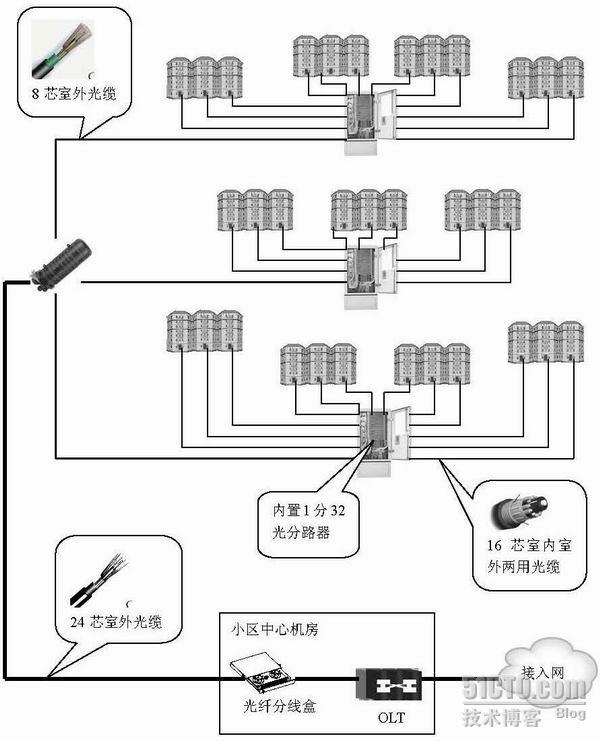 C
8 芯室外光缆
内置1分32
光分路器
16 芯室内室
外两用光缆
C
24 芯室外光缆
小区中心机房
光纤分线盒
OLT
接入网
51CTO.com
技术博客 Blog